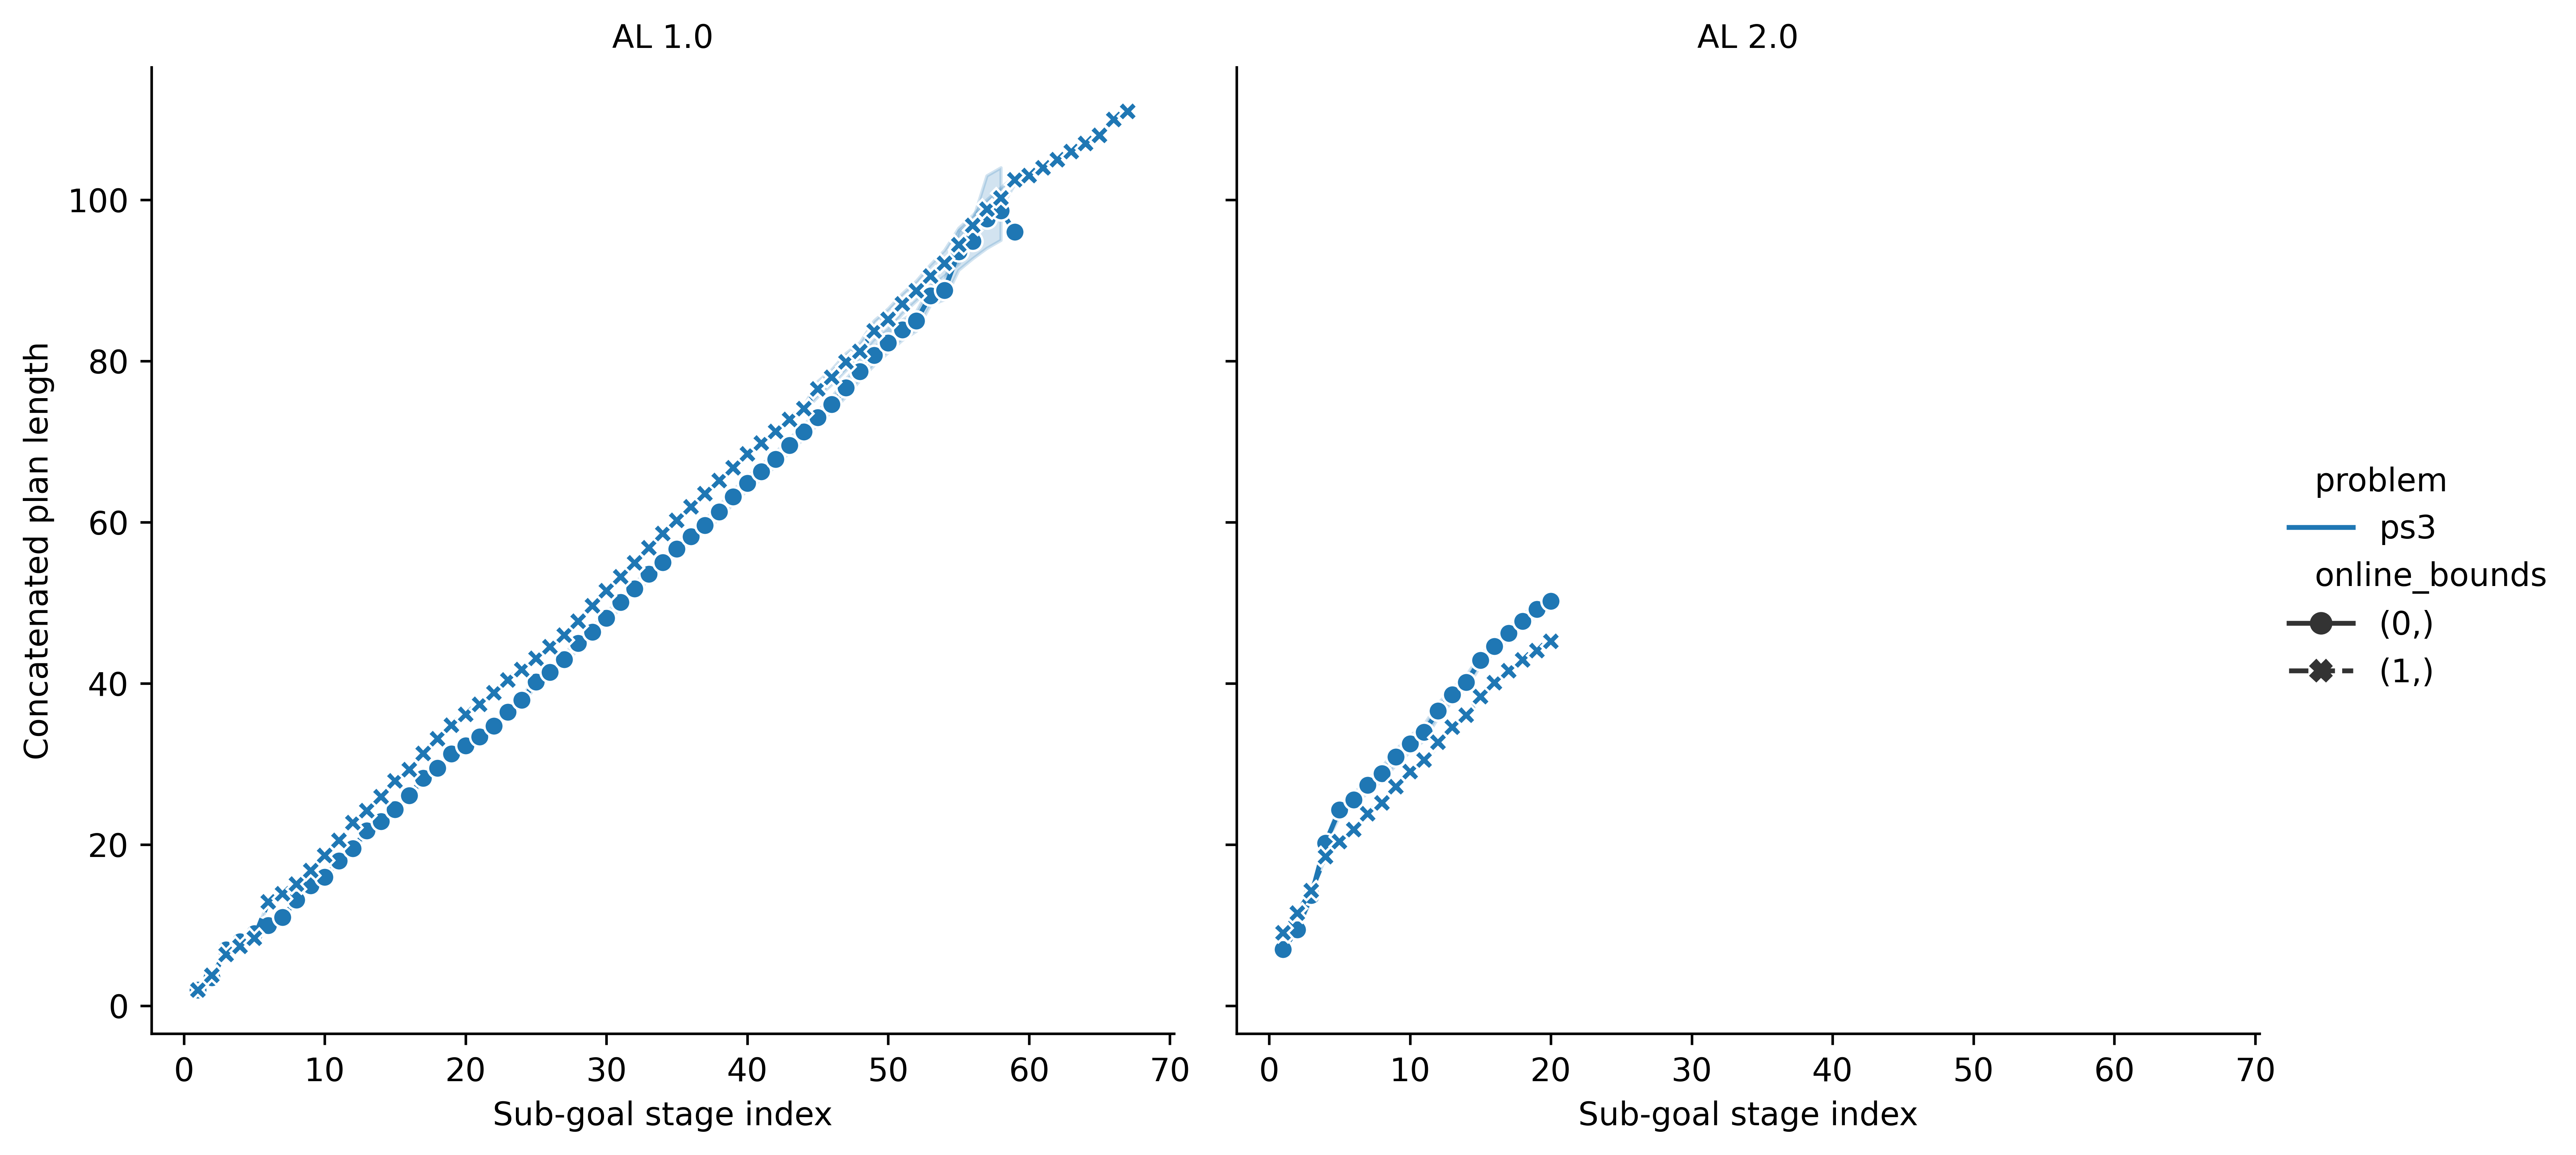 AL 1.0
AL 2.0
Concatenated plan length
100
80
60
40
20
0
0 10 20 30 40 50 60 70
Sub-goal stage index
0 10 20 30 40 50 60 70
Sub-goal stage index
problem
ps3
online_bounds
(0,)
(1,)